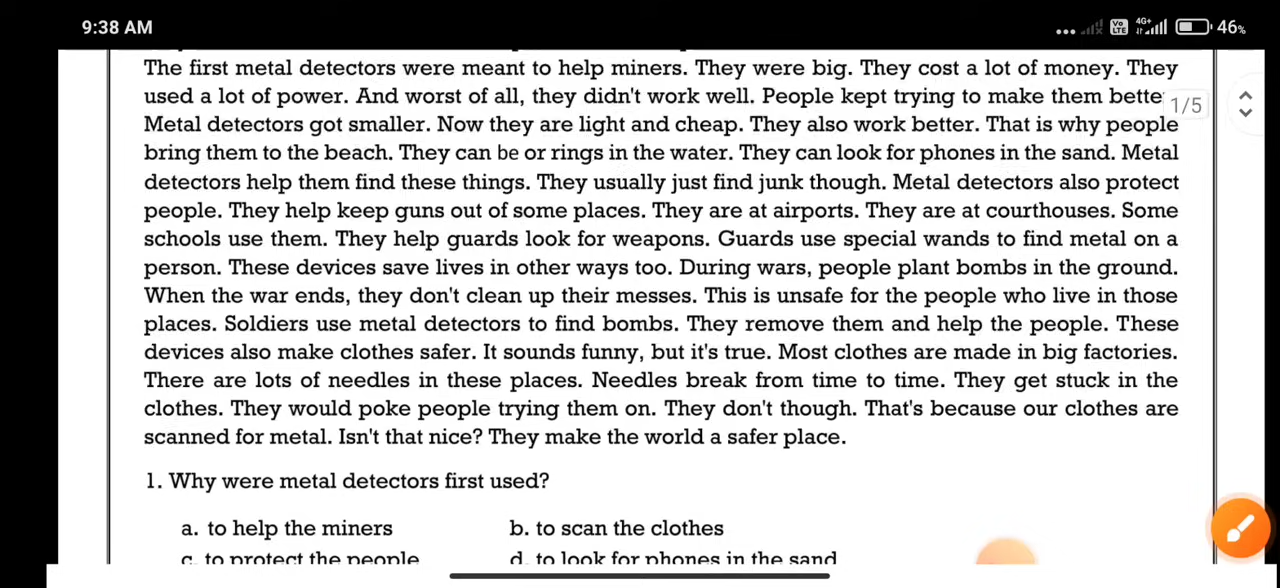 9:38 AM
Vo LTE 4G+ 46%
The first metal detectors were meant to help miners. They were big. They cost a lot of money. They
used a lot of power. And worst of all, they didn't work well. People kept trying to make them bette
1/5
Metal detectors got smaller. Now they are light and cheap. They also work better. That is why people
bring them to the beach. They can be or rings in the water. They can look for phones in the sand. Metal
detectors help them find these things. They usually just find junk though. Metal detectors also protect
people. They help keep guns out of some places. They are at airports. They are at courthouses. Some
schools use them. They help guards look for weapons. Guards use special wands to find metal on a
person. These devices save lives in other ways too. During wars, people plant bombs in the ground.
When the war ends, they don't clean up their messes. This is unsafe for the people who live in those
places. Soldiers use metal detectors to find bombs. They remove them and help the people. These
devices also make clothes safer. It sounds funny, but it's true. Most clothes are made in big factories.
There are lots of needles in these places. Needles break from time to time. They get stuck in the
clothes. They would poke people trying them on. They don't though. That's because our clothes are
scanned for metal. Isn't that nice? They make the world a safer place.
1. Why were metal detectors first used?
a. to help the miners b. to scan the clothes
c. to protect the people d. to look for phones in the sand